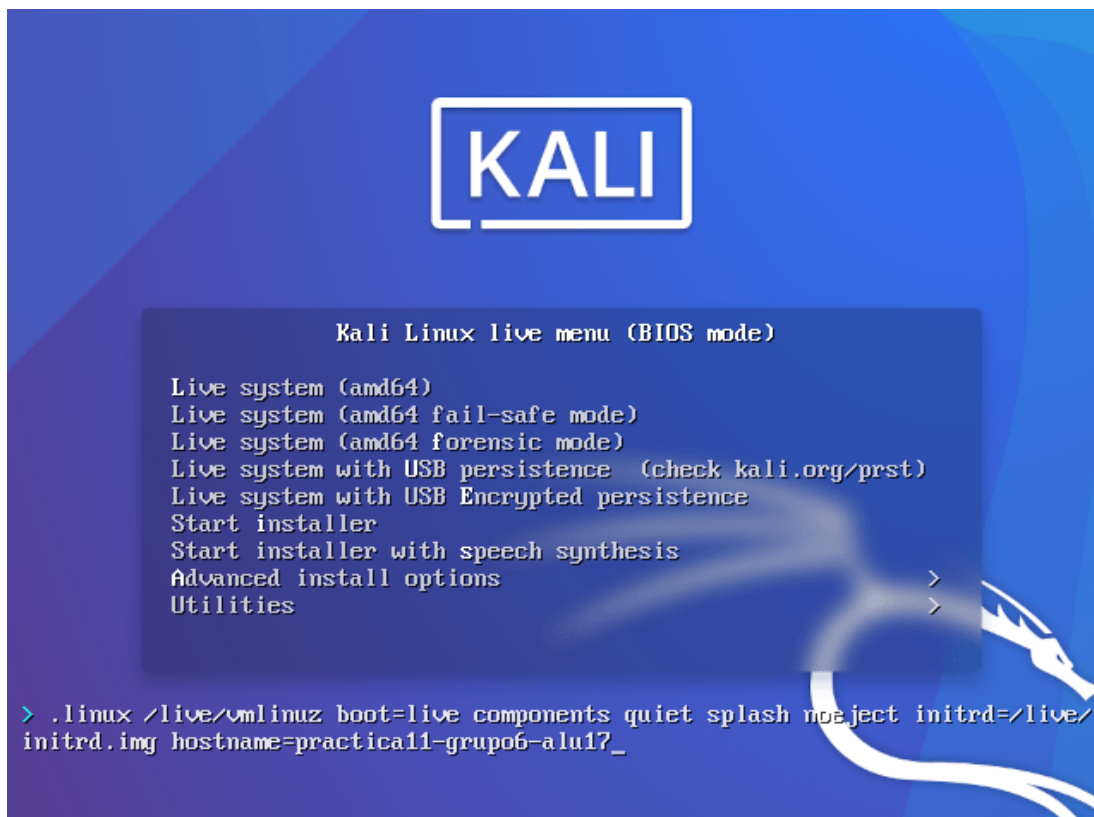 KALI
Kali Linux live menu (BIOS mode)
Live system (amd64)
Live system (amd64 fail-safe mode)
Live system (amd64 forensic mode)
Live system with USB persistence (check kali.org/prst)
Live system with USB Encrypted persistence
Start installer
Start installer with speech synthesis
Advanced install options >
Utilities >
> .linux /live/vmlinuz boot=live components quiet splash noeject initrd=/live/
initrd.img hostname=practica11-grupo6-alu17_